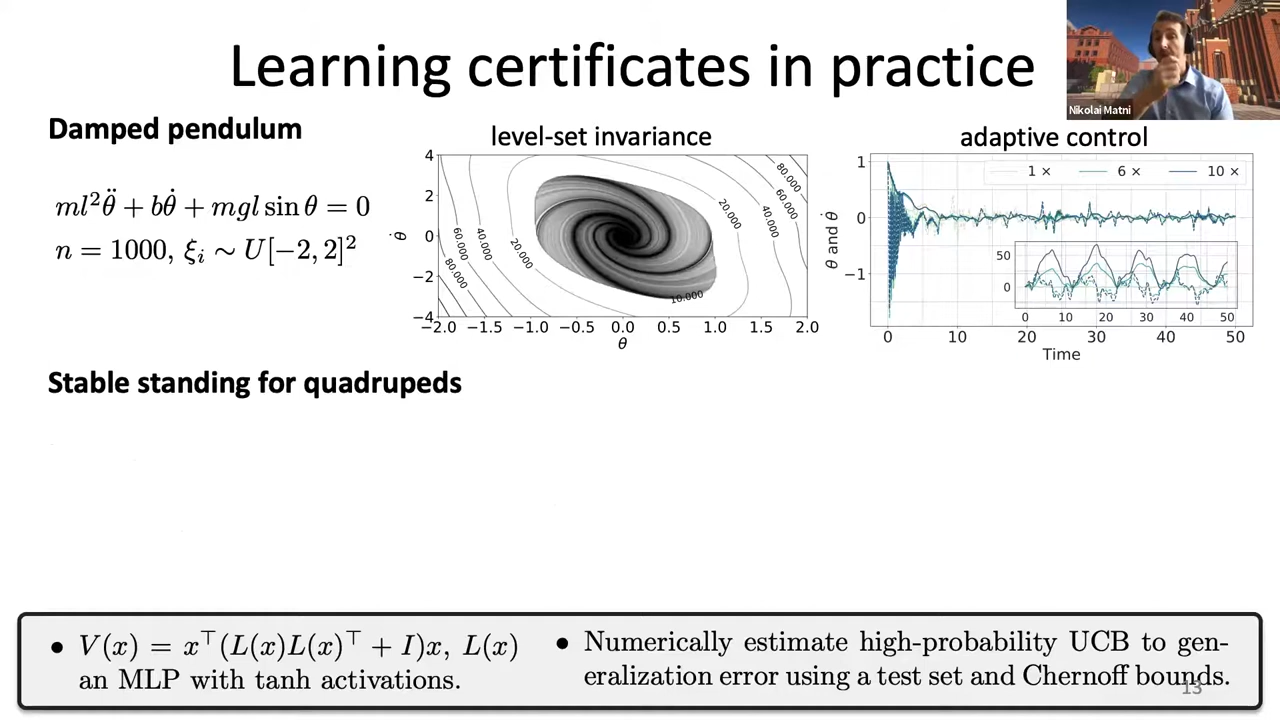 Learning certificates in practice
Nikolai Matni
Damped pendulum
ml²θ̈ + bθ̇ + mgl sin θ = 0
n = 1000, ξᵢ ∼ U[−2, 2]²
level-set invariance
4
2
0
−2
−4
θ̇
−2.0 −1.5 −1.0 −0.5 0.0 0.5 1.0 1.5 2.0
θ
80.000
60.000
40.000
20.000
60.000
40.000
20.000
80.000
10.000
adaptive control
1 × 6 × 10 ×
1
0
−1
θ and θ̇
50
0
0 10 20 30 40 50
0 10 20 30 40 50
Time
Stable standing for quadrupeds
• V(x) = x⊤(L(x)L(x)⊤ + I)x, L(x)
an MLP with tanh activations.
• Numerically estimate high-probability UCB to gen-
eralization error using a test set and Chernoff bounds.
13